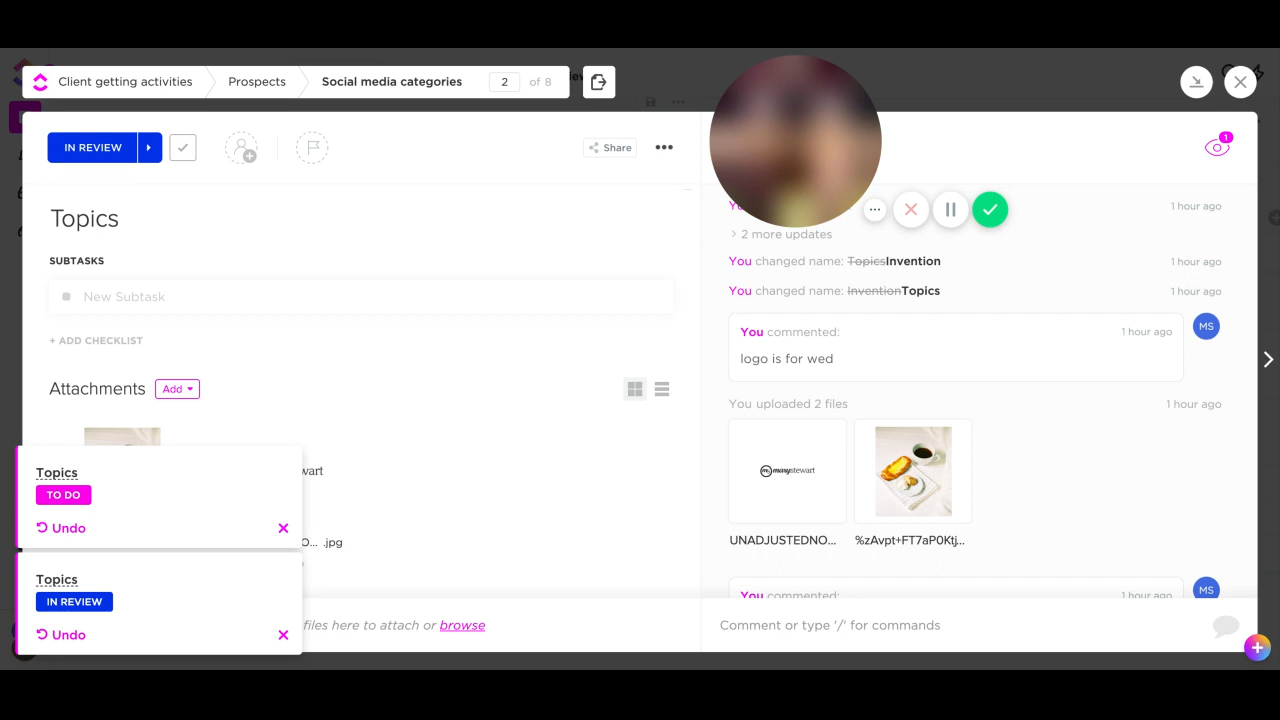 Client getting activities
Prospects
Social media categories
2 of 8
IN REVIEW
Share
1
Topics
SUBTASKS
New Subtask
+ ADD CHECKLIST
Attachments
Add
1 hour ago
2 more updates
You changed name: TopicsInvention
1 hour ago
You changed name: InventionTopics
1 hour ago
You commented:
1 hour ago
MS
logo is for wed
You uploaded 2 files
1 hour ago
marystewart
UNADJUSTEDNO...
%zAvpt+FT7aP0Ktj...
You commented:
1 hour ago
MS
Topics
TO DO
Undo
Topics
IN REVIEW
Undo
O... .jpg
files here to attach or browse
Comment or type '/' for commands